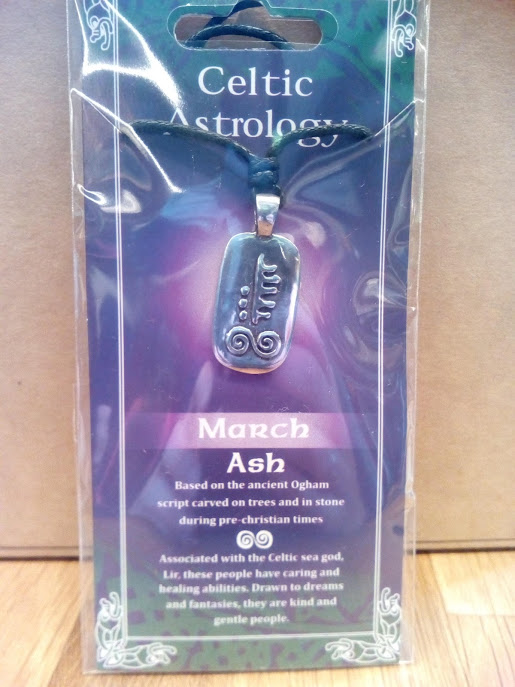 Celtic
Astrology
March
Ash
Based on the ancient Ogham
script carved on trees and in stone
during pre-christian times
Associated with the Celtic sea god,
Lir, these people have caring and
healing abilities. Drawn to dreams
and fantasies, they are kind and
gentle people.